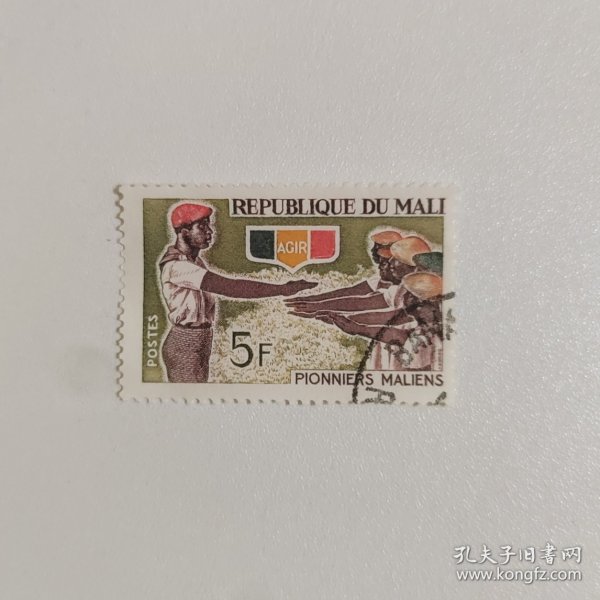 REPUBLIQUE DU MALI
AGIR
POSTES
5F
PIONNIERS MALIENS
孔夫子旧书网
www.kongfz.com